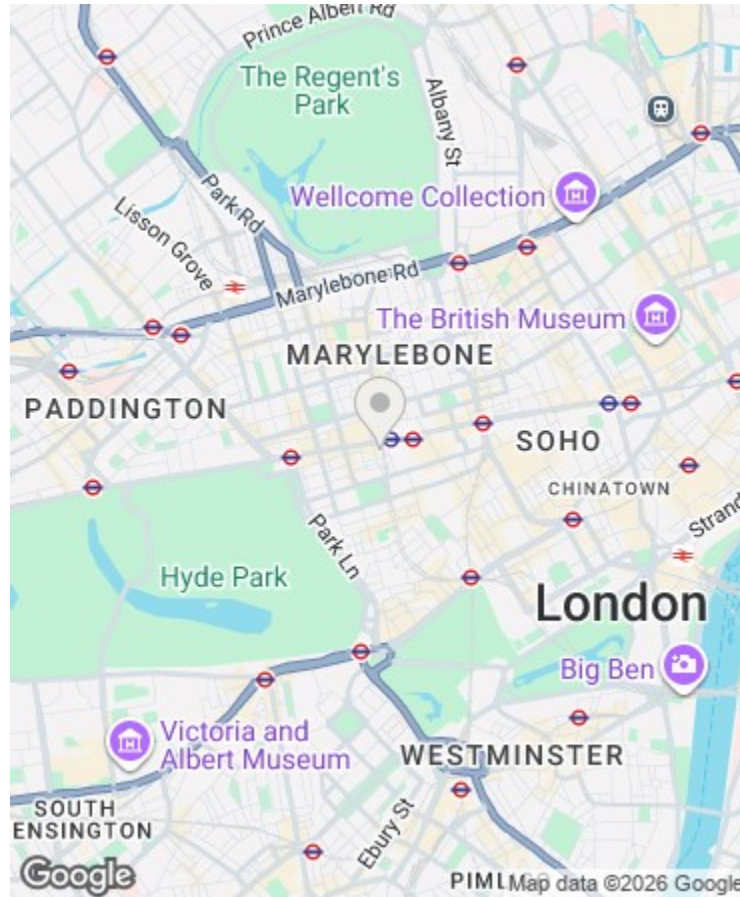 Prince Albert Rd
The Regent's
Park
Albany St
Wellcome Collection
Park Rd
Lisson Grove
Marylebone Rd
The British Museum
MARYLEBONE
PADDINGTON
SOHO
CHINATOWN
Strand
Park Ln
Hyde Park
London
Big Ben
Victoria and
Albert Museum
WESTMINSTER
SOUTH
ENSINGTON
Ebury St
Google
PIML
Map data ©2026 Google